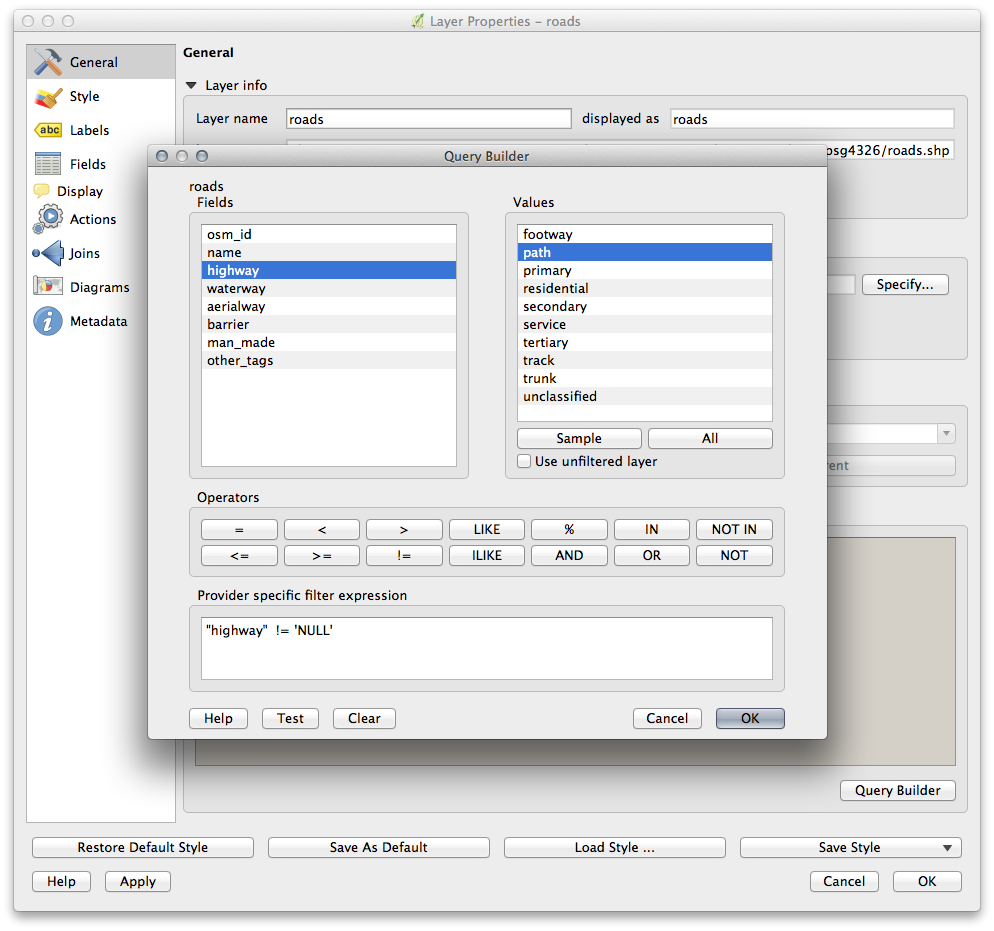 Layer Properties – roads
General
Style
Labels
Fields
Display
Actions
Joins
Diagrams
Metadata
abc
General
Layer info
Layer name
roads
displayed as
roads
osg4326/roads.shp
Specify...
Query Builder
roads
Fields
osm_id
name
highway
waterway
aerialway
barrier
man_made
other_tags
Values
footway
path
primary
residential
secondary
service
tertiary
track
trunk
unclassified
Sample
All
Use unfiltered layer
Operators
= < > LIKE % IN NOT IN
<= >= != ILIKE AND OR NOT
Provider specific filter expression
"highway" != 'NULL'
Help
Test
Clear
Cancel
OK
Query Builder
Restore Default Style
Save As Default
Load Style ...
Save Style
Help
Apply
Cancel
OK